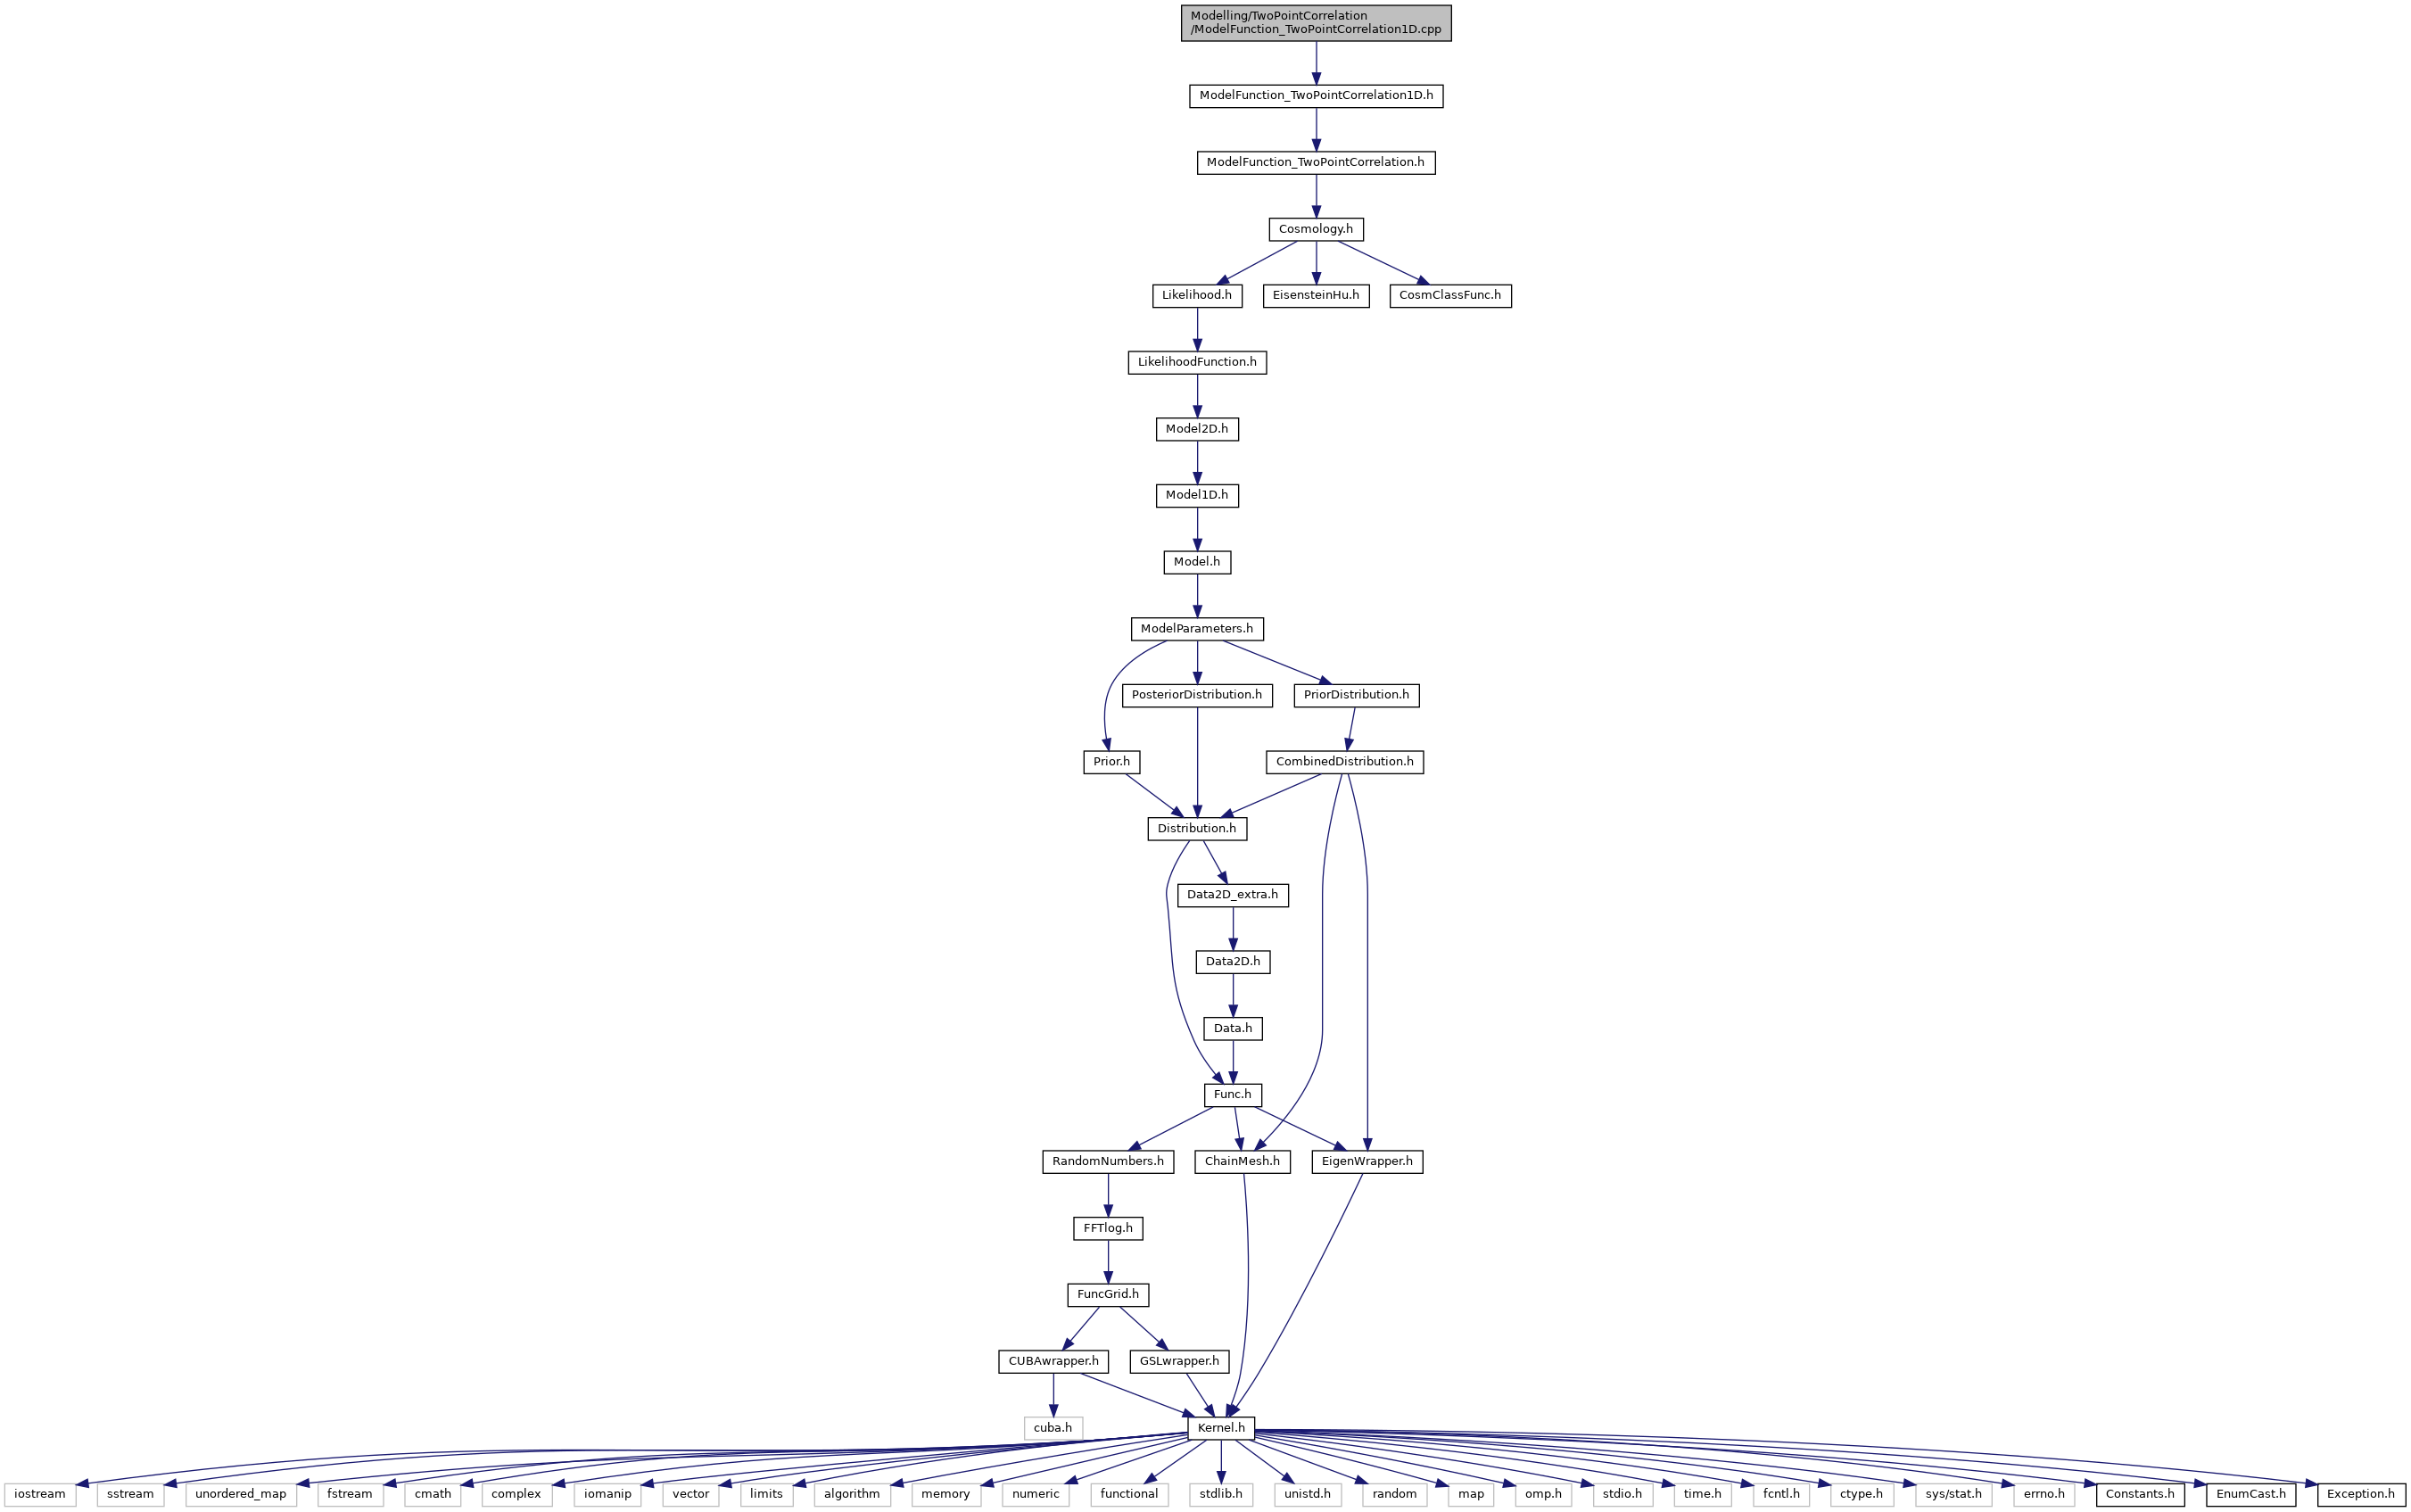 Modelling/TwoPointCorrelation
/ModelFunction_TwoPointCorrelation1D.cpp
ModelFunction_TwoPointCorrelation1D.h
ModelFunction_TwoPointCorrelation.h
Cosmology.h
Likelihood.h
EisensteinHu.h
CosmClassFunc.h
LikelihoodFunction.h
Model2D.h
Model1D.h
Model.h
ModelParameters.h
PosteriorDistribution.h
PriorDistribution.h
Prior.h
CombinedDistribution.h
Distribution.h
Data2D_extra.h
Data2D.h
Data.h
Func.h
RandomNumbers.h
ChainMesh.h
EigenWrapper.h
FFTlog.h
FuncGrid.h
CUBAwrapper.h
GSLwrapper.h
cuba.h
Kernel.h
iostream
sstream
unordered_map
fstream
cmath
complex
iomanip
vector
limits
algorithm
memory
numeric
functional
stdlib.h
unistd.h
random
map
omp.h
stdio.h
time.h
fcntl.h
ctype.h
sys/stat.h
errno.h
Constants.h
EnumCast.h
Exception.h